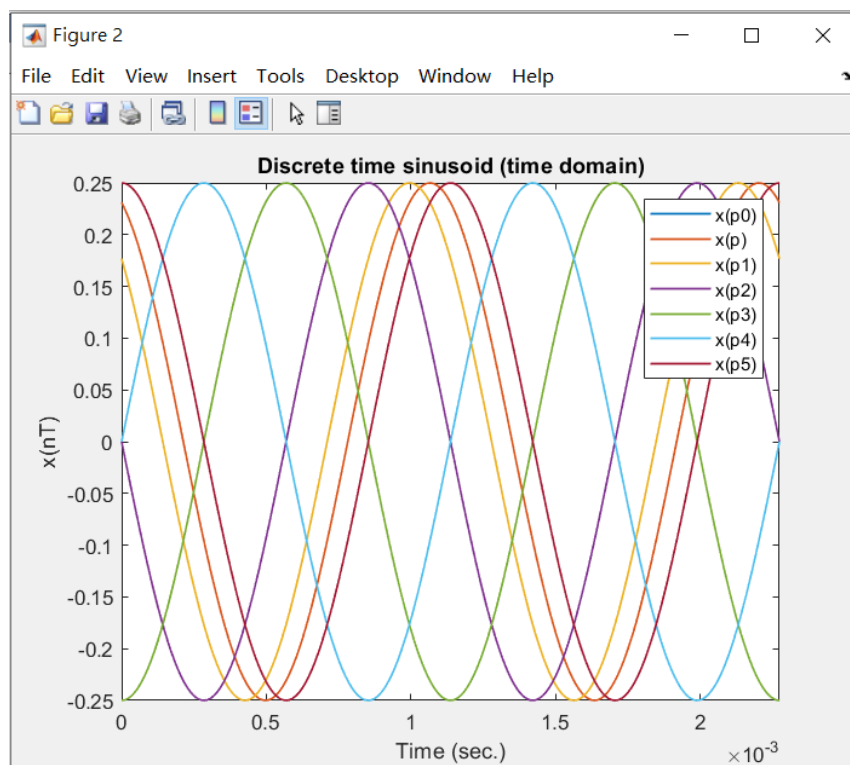 Figure 2
File Edit View Insert Tools Desktop Window Help
Discrete time sinusoid (time domain)
0.25
0.2
0.15
0.1
0.05
0
-0.05
-0.1
-0.15
-0.2
-0.25
x(nT)
x(p0)
x(p)
x(p1)
x(p2)
x(p3)
x(p4)
x(p5)
0 0.5 1 1.5 2
Time (sec.)
×10⁻³